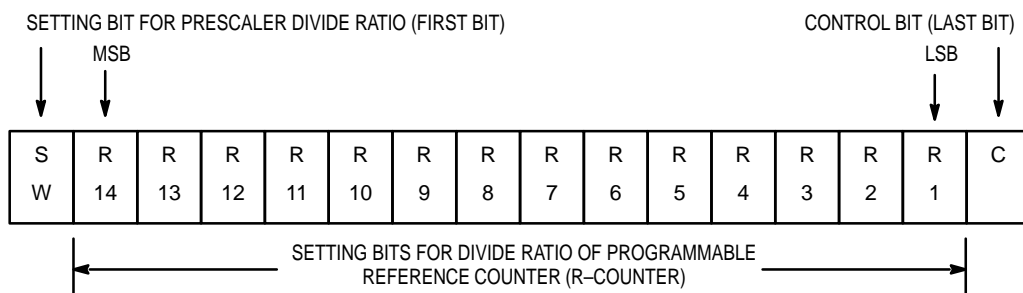 SETTING BIT FOR PRESCALER DIVIDE RATIO (FIRST BIT) CONTROL BIT (LAST BIT)
MSB LSB
S R R R R R R R R R R R R R R C
W 14 13 12 11 10 9 8 7 6 5 4 3 2 1
SETTING BITS FOR DIVIDE RATIO OF PROGRAMMABLE
REFERENCE COUNTER (R–COUNTER)